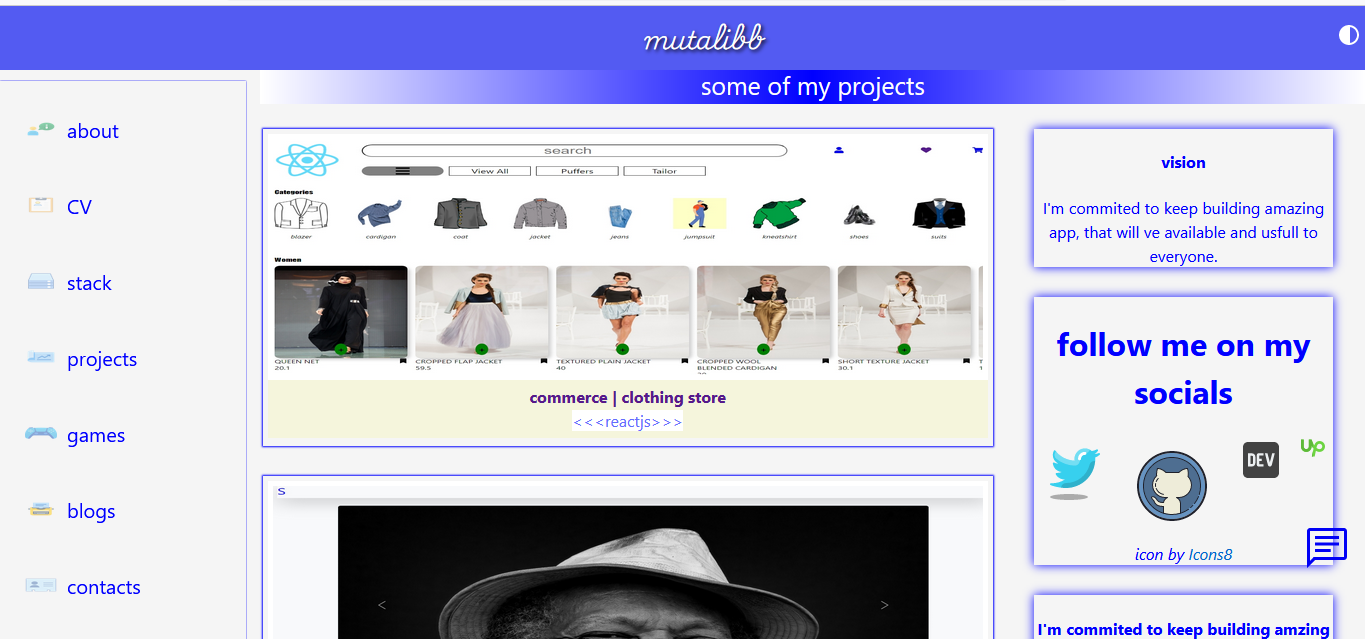 mutalibb
some of my projects
about
CV
stack
projects
games
blogs
contacts
search
View All
Puffers
Tailor
Categories
blazer
cardigan
coat
jacket
jeans
jumpsuit
sneatshirt
shoes
suits
Women
QUEEN NET
20.1
CROPPED FLAP JACKET
59.5
TEXTURED PLAIN JACKET
40
CROPPED WOOL
BLENDED CARDIGAN
SHORT TEXTURE JACKET
30.1
commerce | clothing store
<<<reactjs>>>
S
<
>
vision
I'm commited to keep building amazing
app, that will ve available and usfull to
everyone.
follow me on my
socials
DEV
up
icon by Icons8
I'm commited to keep building amzing